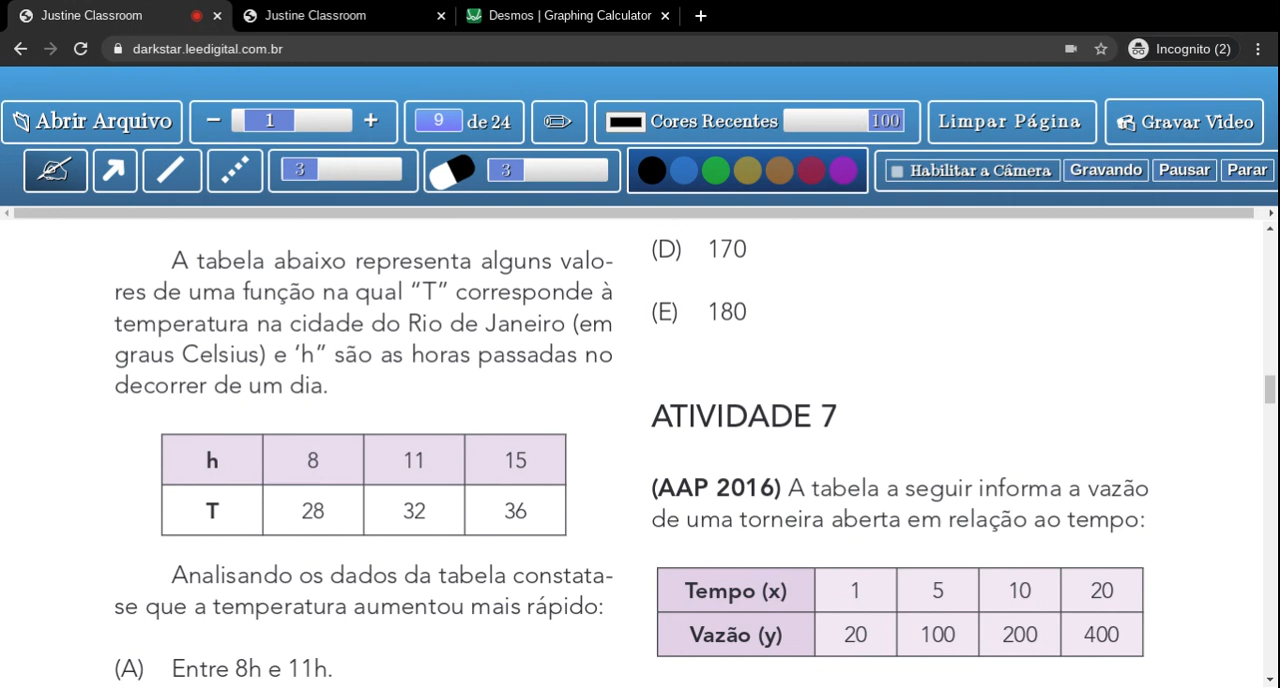 Justine Classroom
Justine Classroom
Desmos | Graphing Calculator
darkstar.leedigital.com.br
Incognito (2)
Abrir Arquivo
− 1 +
9 de 24
Cores Recentes 100
Limpar Página
Gravar Video
3
3
Habilitar a Câmera
Gravando
Pausar
Parar
A tabela abaixo representa alguns valo-
res de uma função na qual “T” corresponde à
temperatura na cidade do Rio de Janeiro (em
graus Celsius) e ‘h” são as horas passadas no
decorrer de um dia.
h 8 11 15
T 28 32 36
Analisando os dados da tabela constata-
se que a temperatura aumentou mais rápido:
(A) Entre 8h e 11h.
(D) 170
(E) 180
ATIVIDADE 7
(AAP 2016) A tabela a seguir informa a vazão
de uma torneira aberta em relação ao tempo:
Tempo (x) 1 5 10 20
Vazão (y) 20 100 200 400